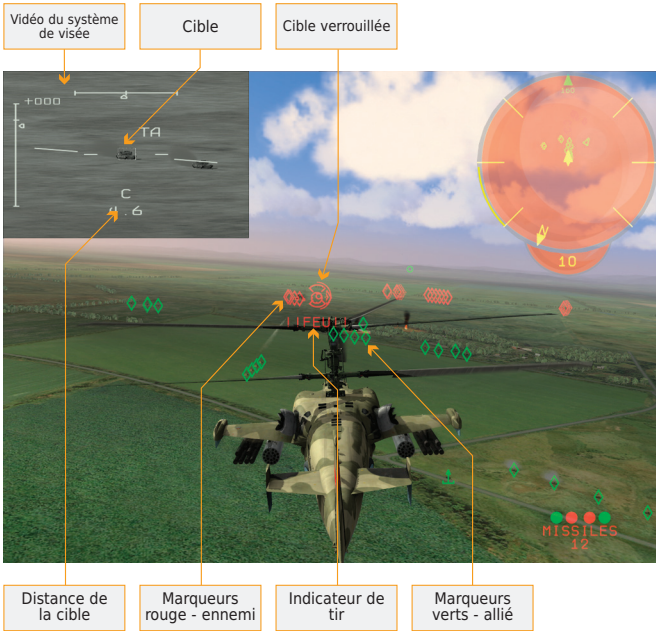 Vidéo du système
de visée
Cible
Cible verrouillée
+000
TA
C
4.6
10
MISSILES
12
Distance de
la cible
Marqueurs
rouge - ennemi
Indicateur de
tir
Marqueurs
verts - allié